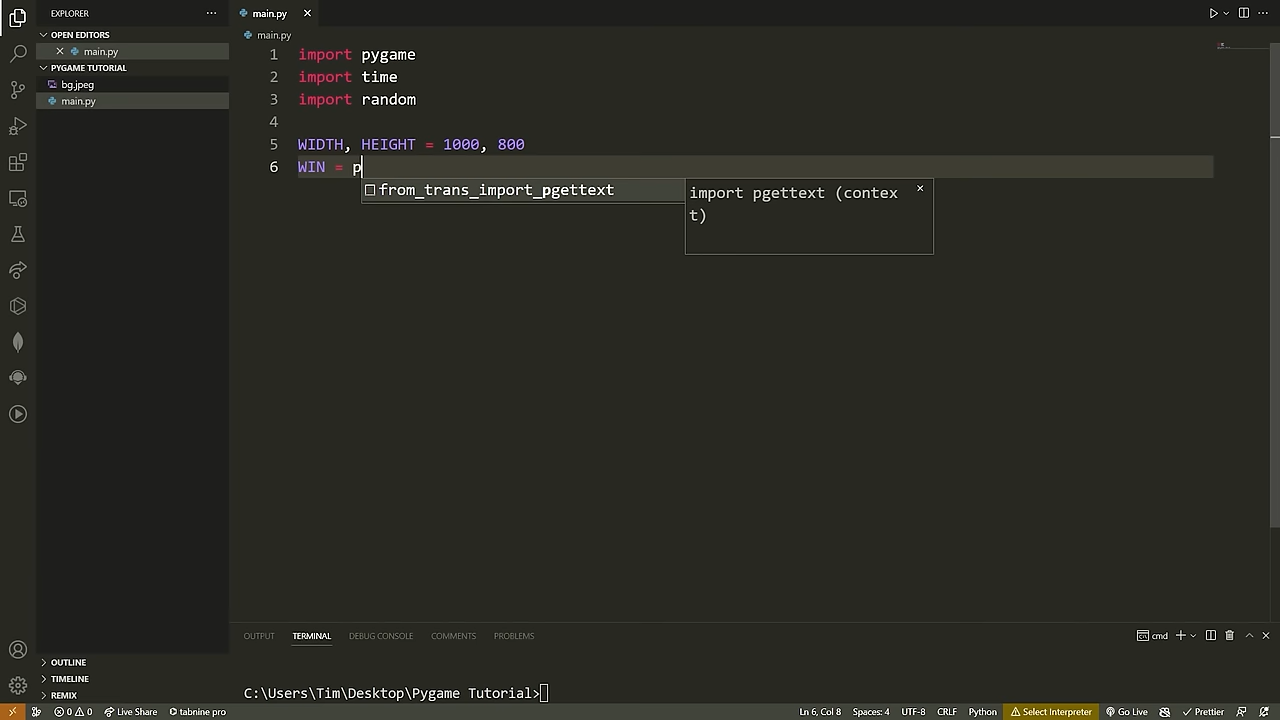 EXPLORER
OPEN EDITORS
main.py
PYGAME TUTORIAL
bg.jpeg
main.py
OUTLINE
TIMELINE
REMIX
main.py
main.py
1 import pygame
2 import time
3 import random
4
5 WIDTH, HEIGHT = 1000, 800
6 WIN = p
from_trans_import_pgettext
import pgettext (contex
t)
OUTPUT TERMINAL DEBUG CONSOLE COMMENTS PROBLEMS
cmd
C:\Users\Tim\Desktop\Pygame Tutorial>
0 0 Live Share tabnine pro Ln 6, Col 8 Spaces: 4 UTF-8 CRLF Python Select Interpreter Go Live Prettier